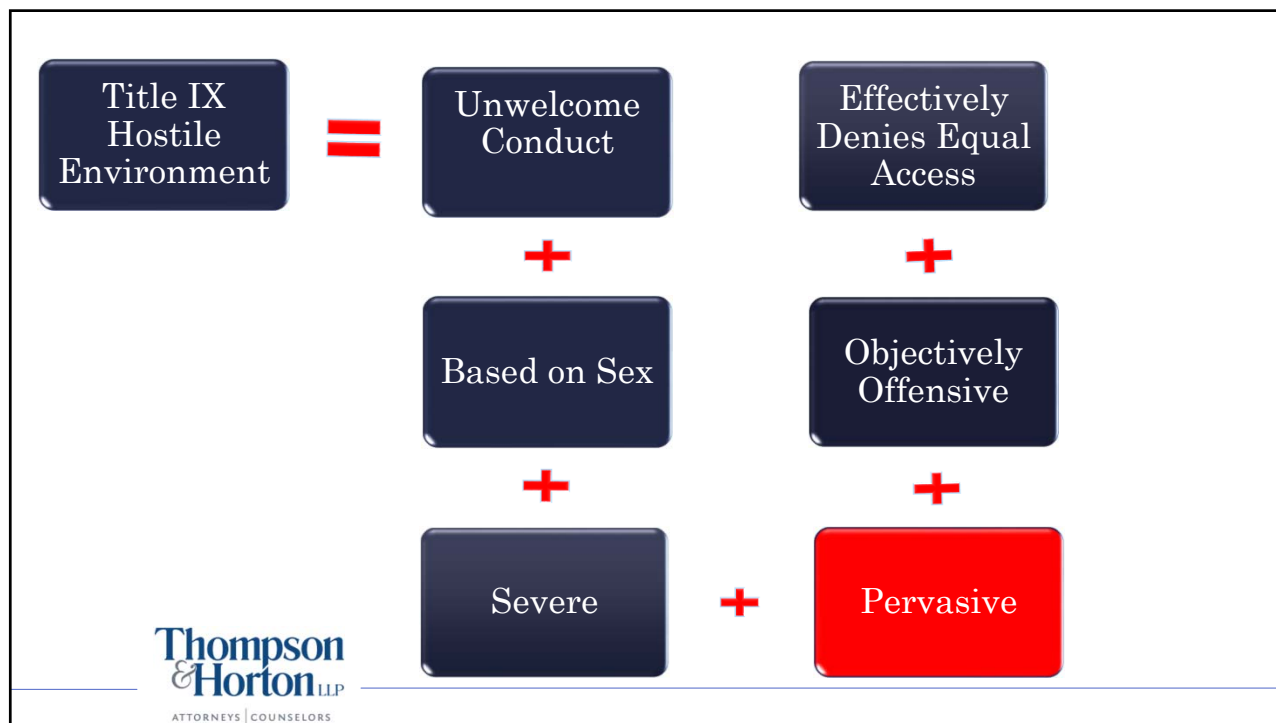 Title IX
Hostile
Environment
=
Unwelcome
Conduct
+
Based on Sex
+
Severe
+
Pervasive
+
Objectively
Offensive
+
Effectively
Denies Equal
Access
Thompson
&Horton LLP
ATTORNEYS | COUNSELORS